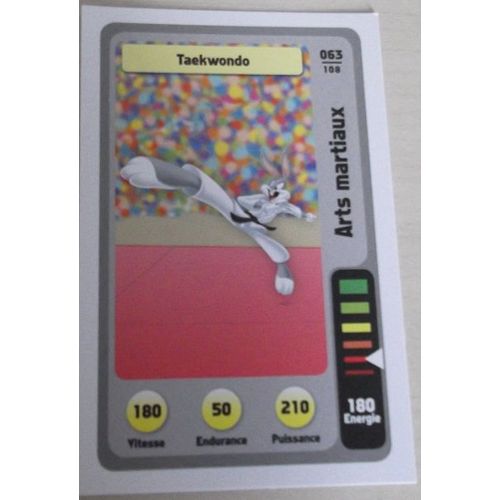 Taekwondo
063
108
Arts martiaux
180
Energie
180
Vitesse
50
Endurance
210
Puissance